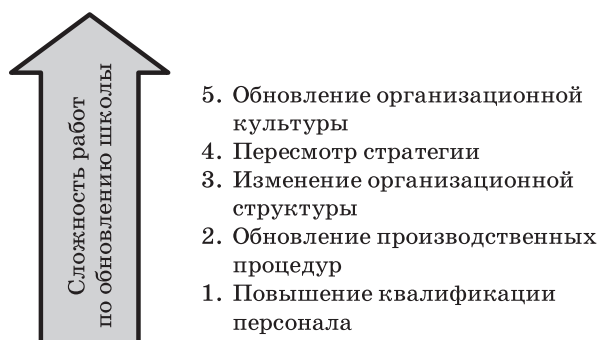 Сложность работ
по обновлению школы
5. Обновление организационной
культуры
4. Пересмотр стратегии
3. Изменение организационной
структуры
2. Обновление производственных
процедур
1. Повышение квалификации
персонала